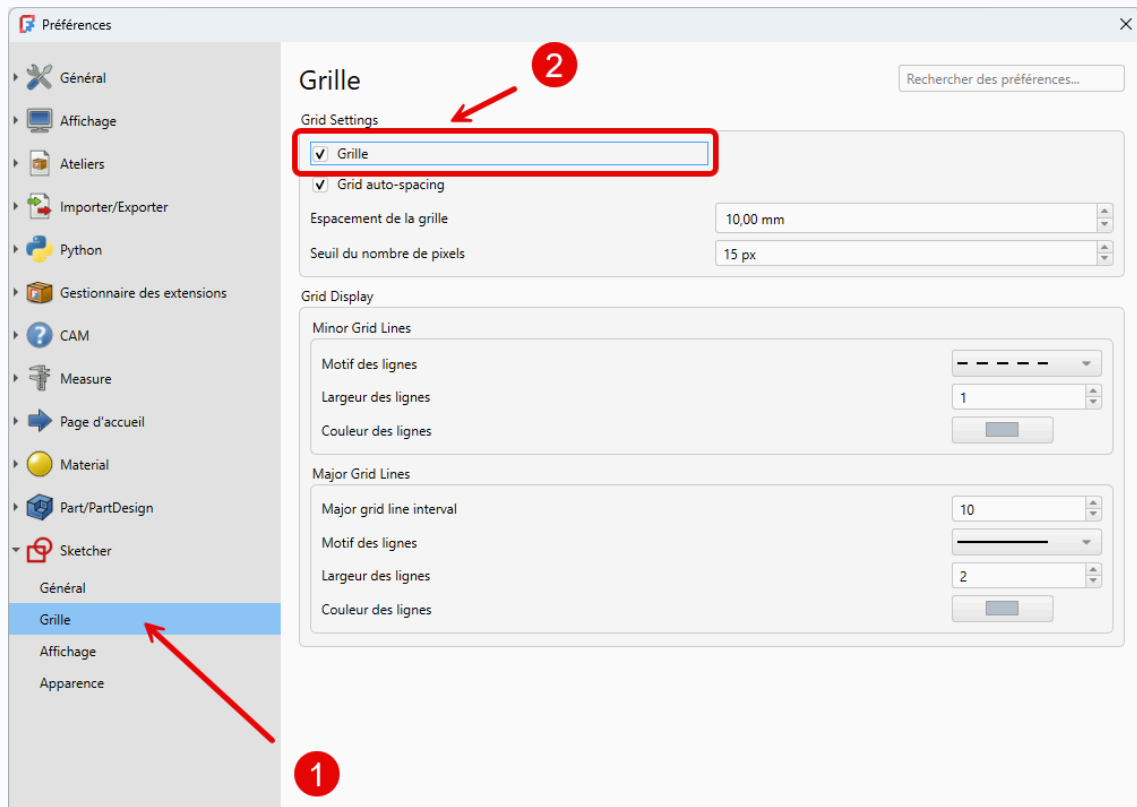 Préférences
Général
Affichage
Ateliers
Importer/Exporter
Python
Gestionnaire des extensions
CAM
Measure
Page d'accueil
Material
Part/PartDesign
Sketcher
Général
Grille
Affichage
Apparence
1
Grille
2
Rechercher des préférences...
Grid Settings
Grille
Grid auto-spacing
Espacement de la grille 10,00 mm
Seuil du nombre de pixels 15 px
Grid Display
Minor Grid Lines
Motif des lignes
Largeur des lignes 1
Couleur des lignes
Major Grid Lines
Major grid line interval 10
Motif des lignes
Largeur des lignes 2
Couleur des lignes